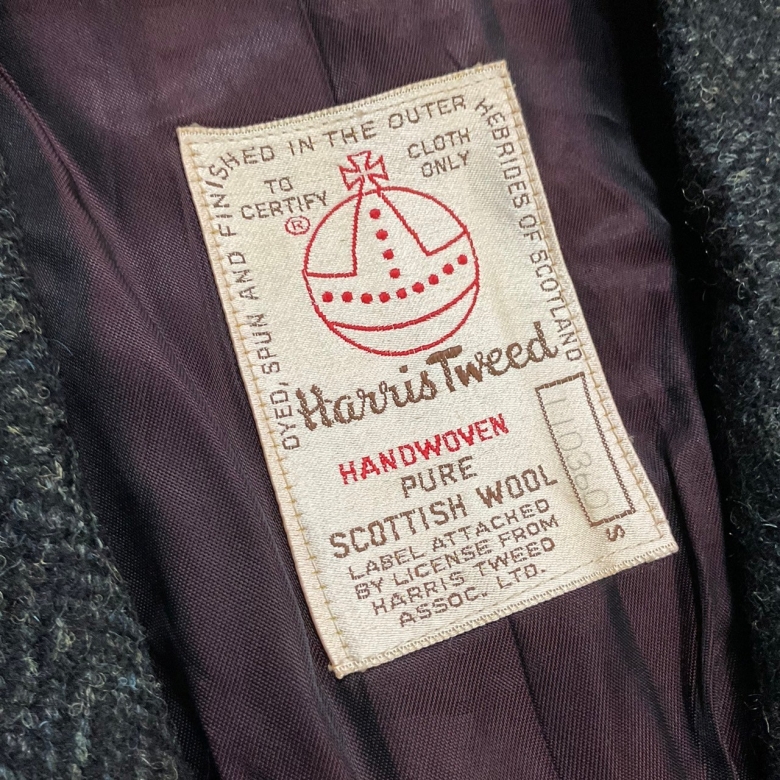 DYED, SPUN AND FINISHED IN THE OUTER HEBRIDES OF SCOTLAND
TO CERTIFY
CLOTH ONLY
®
Harris Tweed
HANDWOVEN
PURE
SCOTTISH WOOL
LABEL ATTACHED
BY LICENSE FROM
HARRIS TWEED
ASSOC. LTD.
S